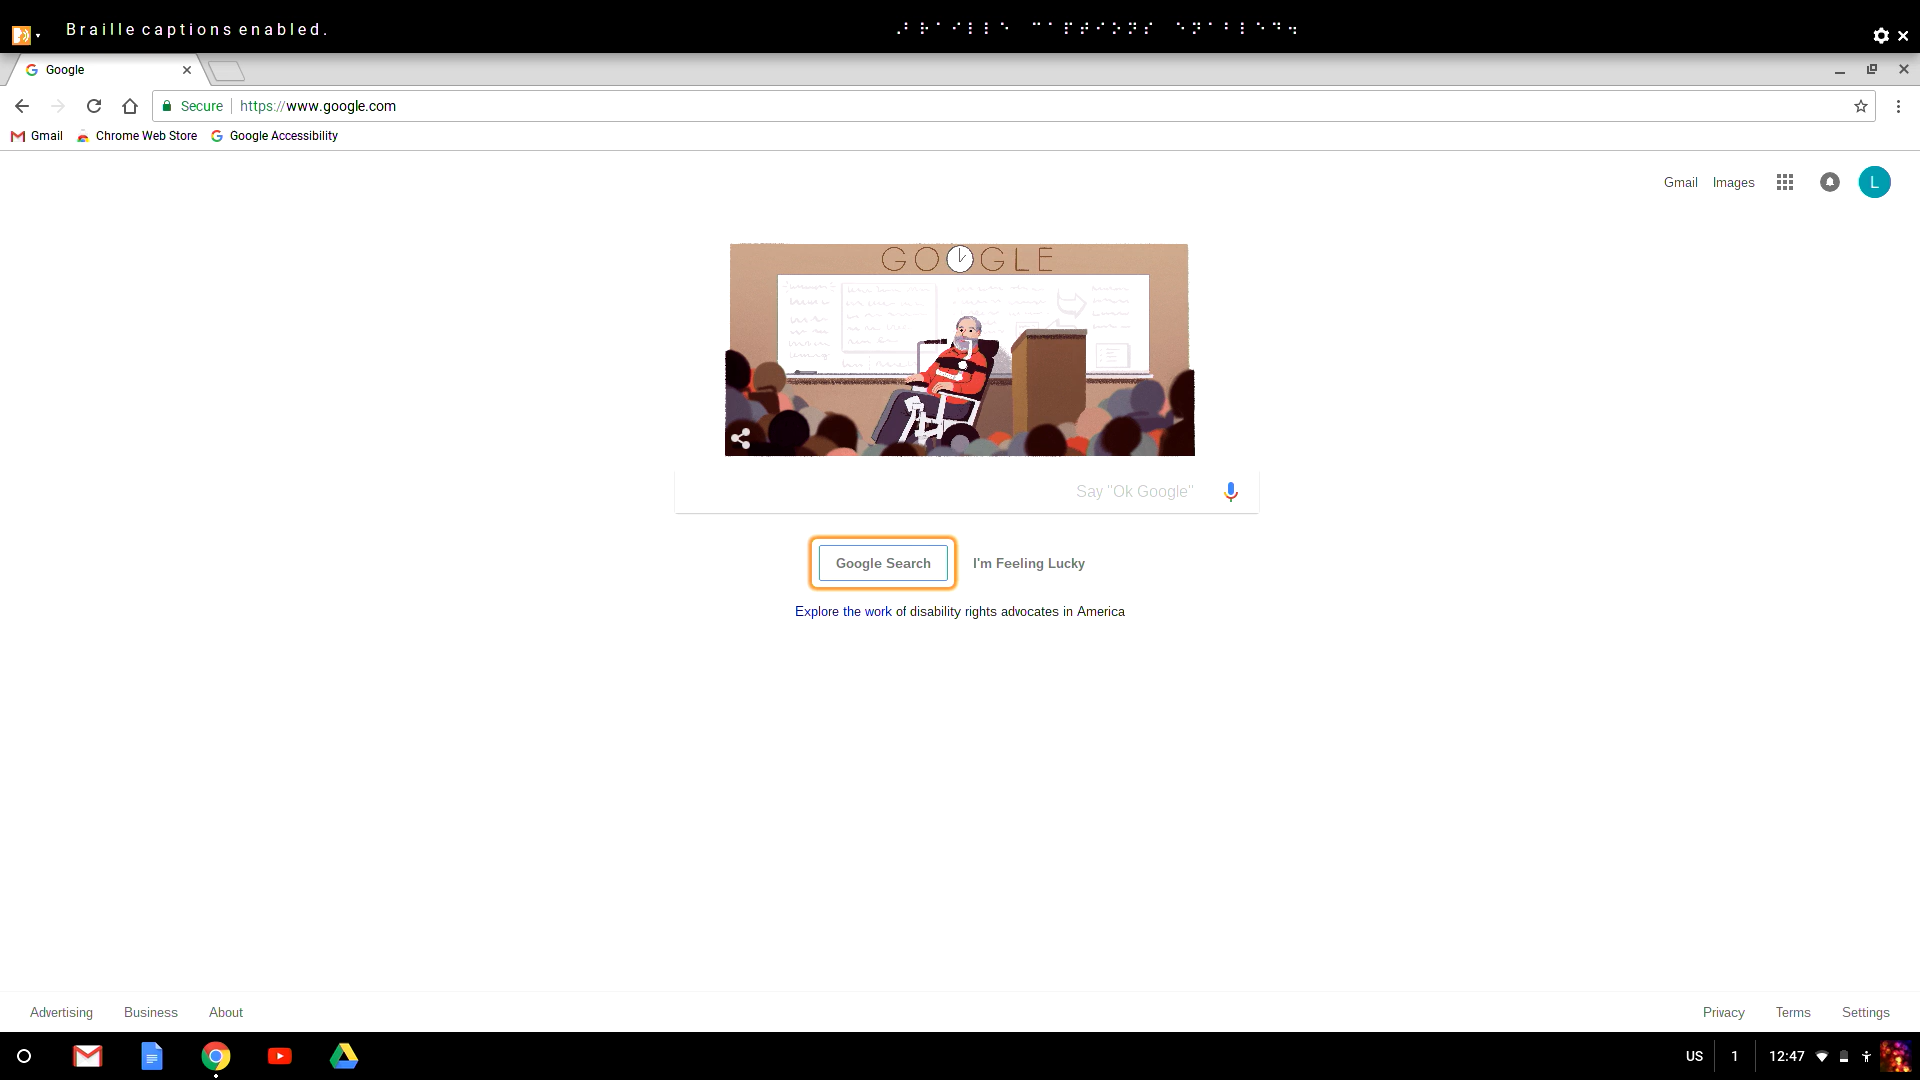 Braille captions enabled. ⠠⠃⠗⠁⠊⠇⠇⠑ ⠉⠁⠏⠞⠊⠕⠝⠎ ⠑⠝⠁⠃⠇⠑⠙⠲
Google
Secure https://www.google.com
Gmail Chrome Web Store Google Accessibility
Gmail Images L
GOOGLE
Say "Ok Google"
Google Search I'm Feeling Lucky
Explore the work of disability rights advocates in America
Advertising Business About Privacy Terms Settings
US 1 12:47